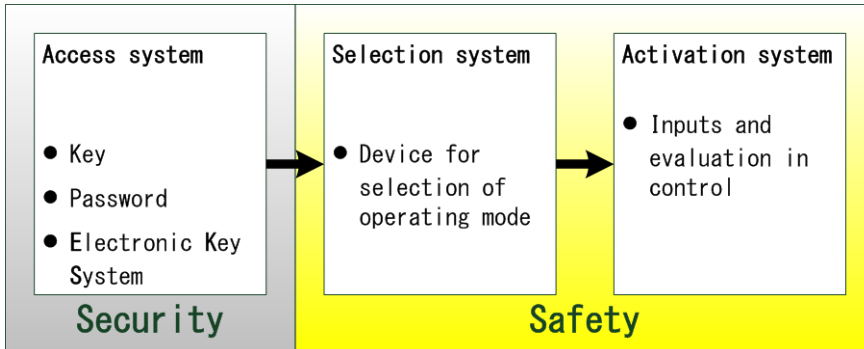 Access system
● Key
● Password
● Electronic Key
System
Selection system
● Device for
selection of
operating mode
Activation system
● Inputs and
evaluation in
control
Security
Safety